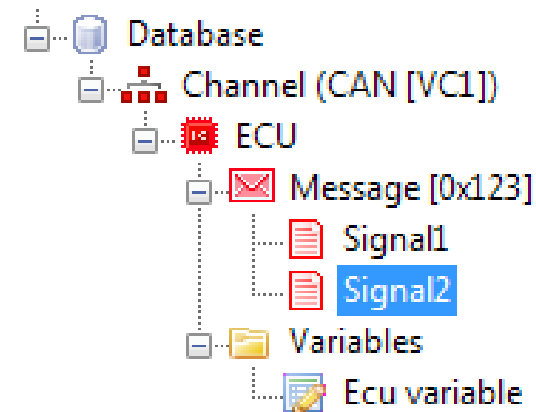 Database
Channel (CAN [VC1])
ECU
Message [0x123]
Signal1
Signal2
Variables
Ecu variable